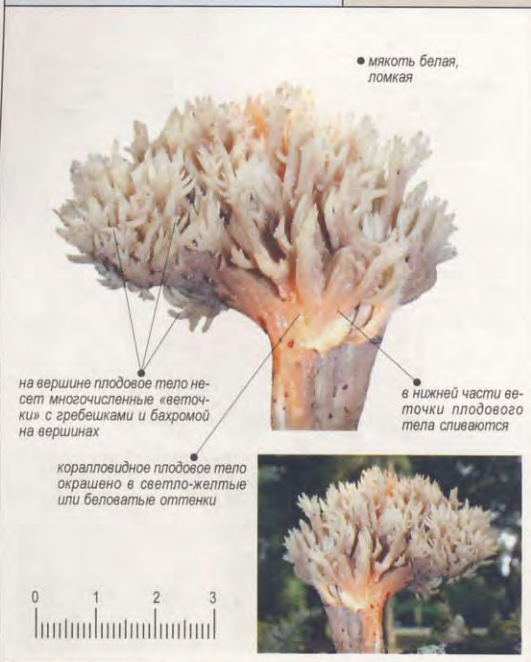 ● мякоть белая,
ломкая
на вершине плодовое тело не-
сет многочисленные «веточ-
ки» с гребешками и бахромой
на вершинах
в нижней части ве-
точки плодового
тела сливаются
коралловидное плодовое тело
окрашено в светло-желтые
или беловатые оттенки
0 1 2 3